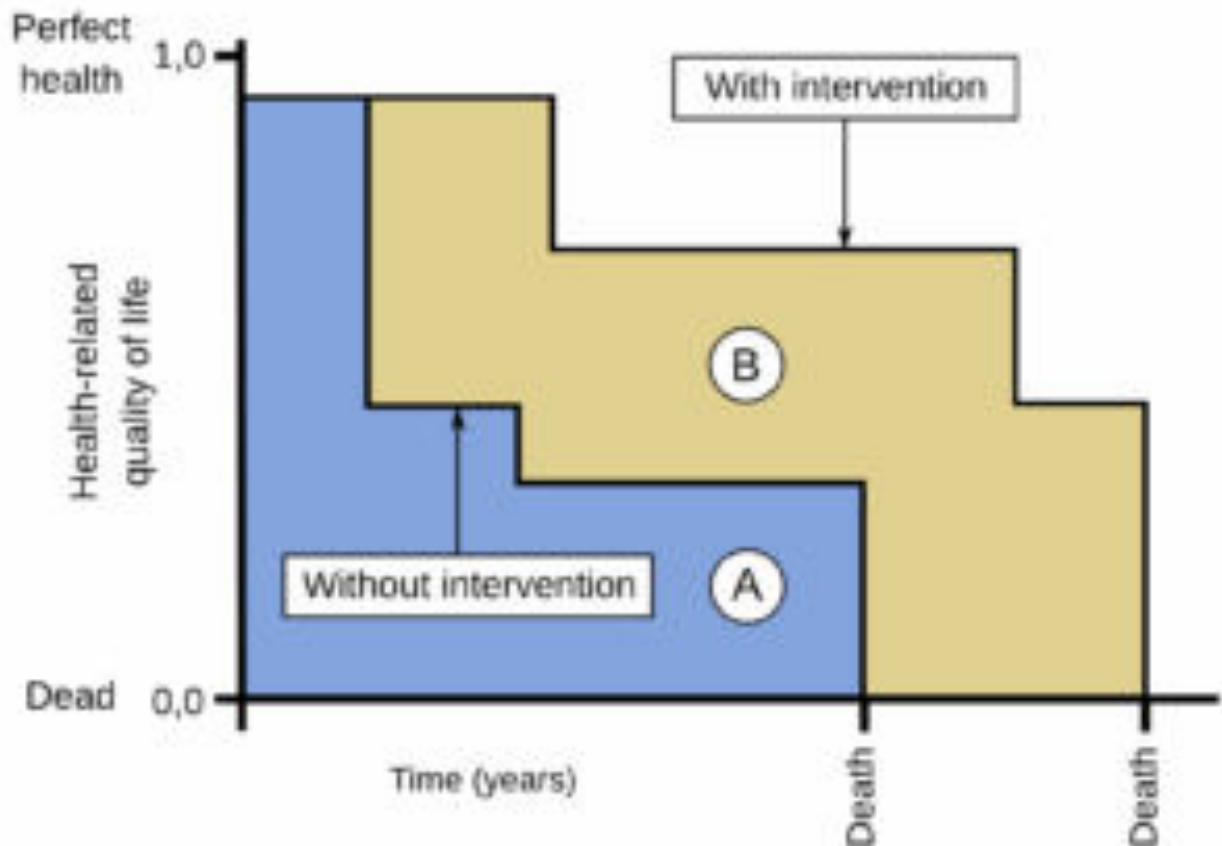 Perfect
health
1,0
With intervention
Health-related
quality of life
B
Without intervention
A
Dead
0,0
Time (years)
Death
Death